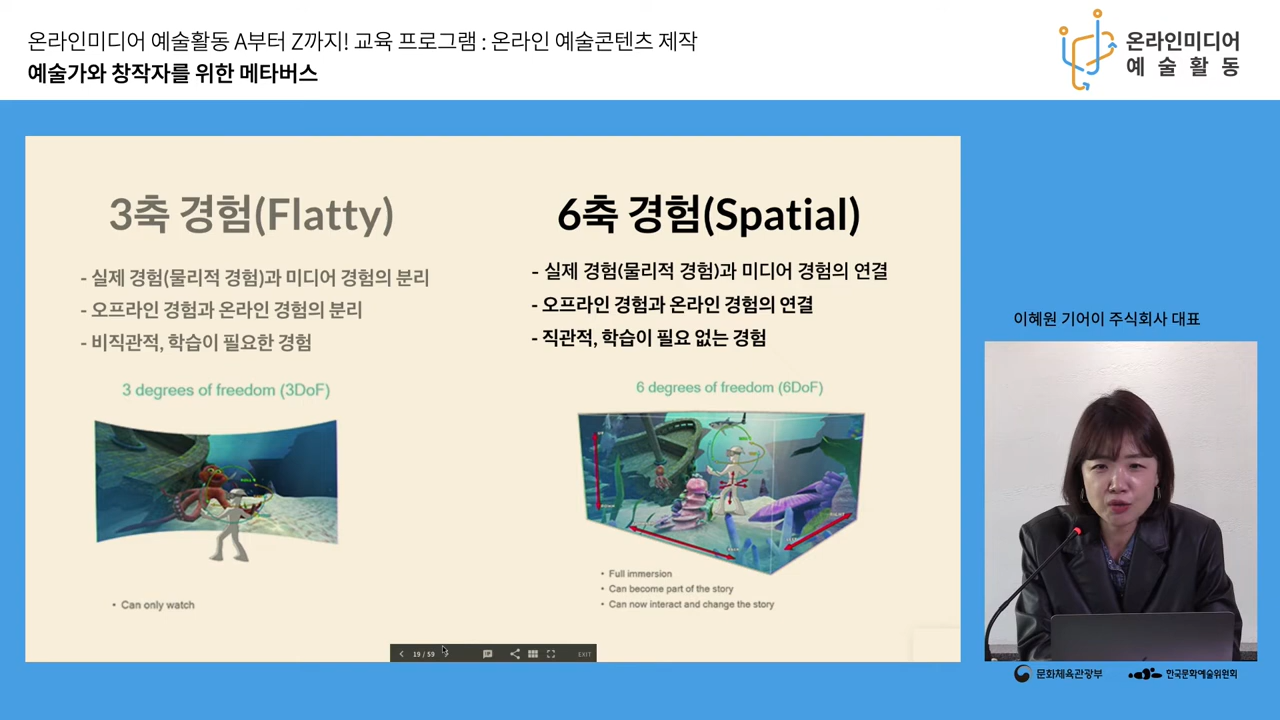 온라인미디어 예술활동 A부터 Z까지! 교육 프로그램 : 온라인 예술콘텐츠 제작
예술가와 창작자를 위한 메타버스
온라인미디어
예술활동
3축 경험(Flatty)
- 실제 경험(물리적 경험)과 미디어 경험의 분리
- 오프라인 경험과 온라인 경험의 분리
- 비직관적, 학습이 필요한 경험
3 degrees of freedom (3DoF)
• Can only watch
6축 경험(Spatial)
- 실제 경험(물리적 경험)과 미디어 경험의 연결
- 오프라인 경험과 온라인 경험의 연결
- 직관적, 학습이 필요 없는 경험
6 degrees of freedom (6DoF)
• Full immersion
• Can become part of the story
• Can now interact and change the story
19 / 59
EXIT
이혜원 기어이 주식회사 대표
문화체육관광부
한국문화예술위원회